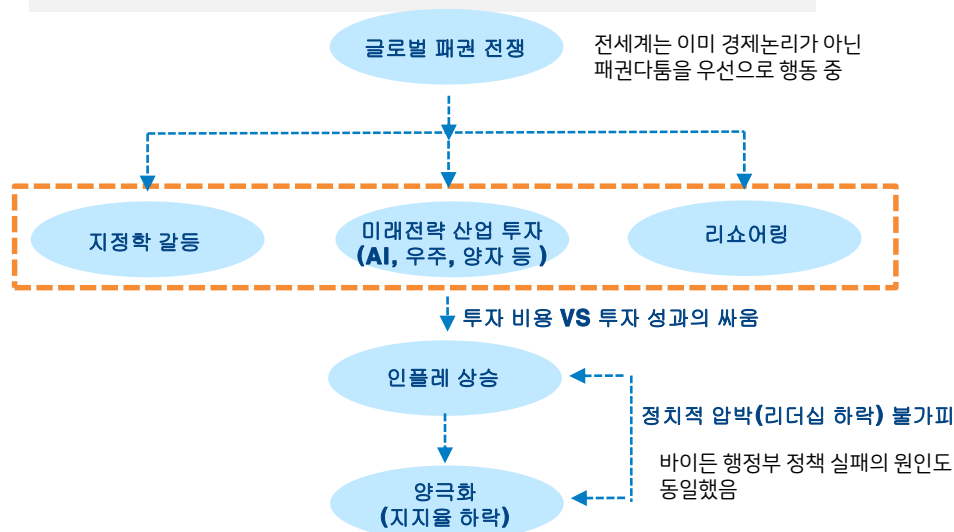 글로벌 패권 전쟁
전세계는 이미 경제논리가 아닌
패권다툼을 우선으로 행동 중
지정학 갈등
미래전략 산업 투자
(AI, 우주, 양자 등 )
리쇼어링
투자 비용 VS 투자 성과의 싸움
인플레 상승
정치적 압박(리더십 하락) 불가피
바이든 행정부 정책 실패의 원인도
동일했음
양극화
(지지율 하락)